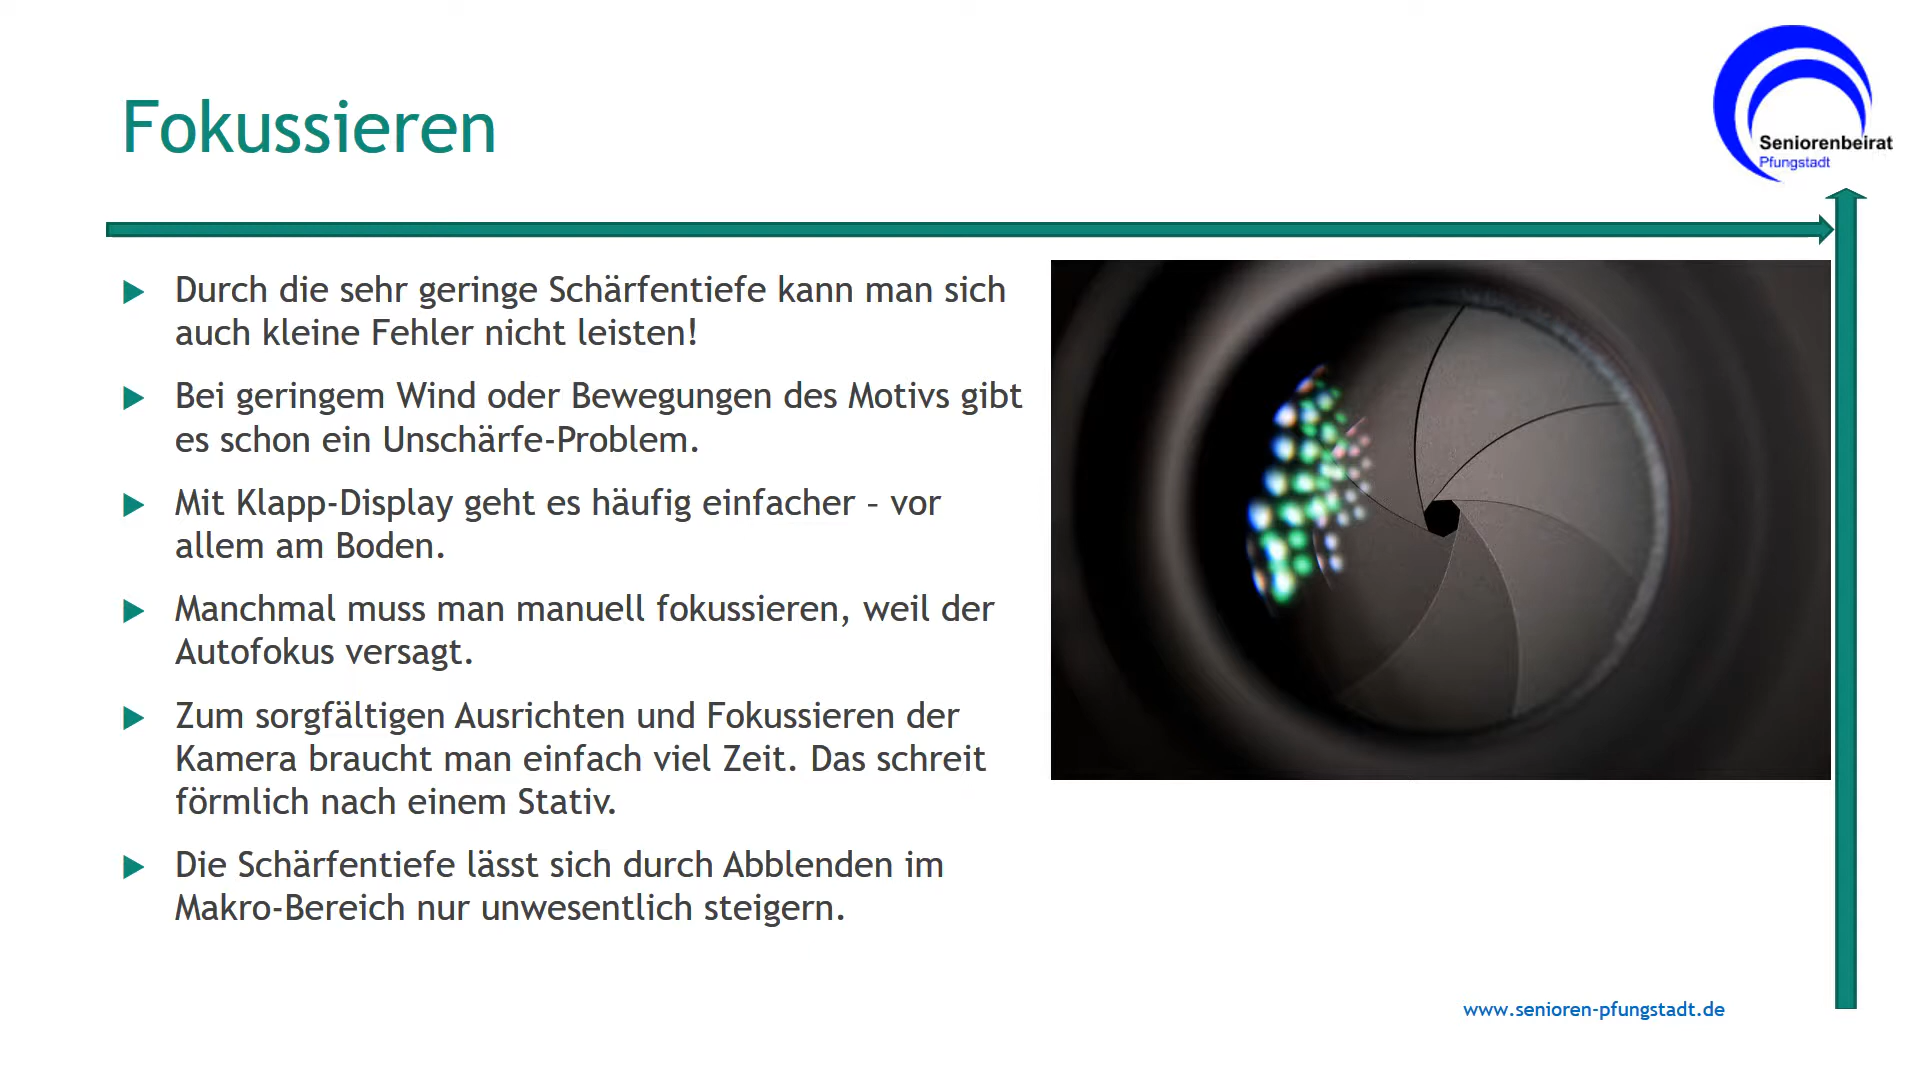 Fokussieren
Seniorenbeirat
Pfungstadt
Durch die sehr geringe Schärfentiefe kann man sich
auch kleine Fehler nicht leisten!
Bei geringem Wind oder Bewegungen des Motivs gibt
es schon ein Unschärfe-Problem.
Mit Klapp-Display geht es häufig einfacher – vor
allem am Boden.
Manchmal muss man manuell fokussieren, weil der
Autofokus versagt.
Zum sorgfältigen Ausrichten und Fokussieren der
Kamera braucht man einfach viel Zeit. Das schreit
förmlich nach einem Stativ.
Die Schärfentiefe lässt sich durch Abblenden im
Makro-Bereich nur unwesentlich steigern.
www.senioren-pfungstadt.de